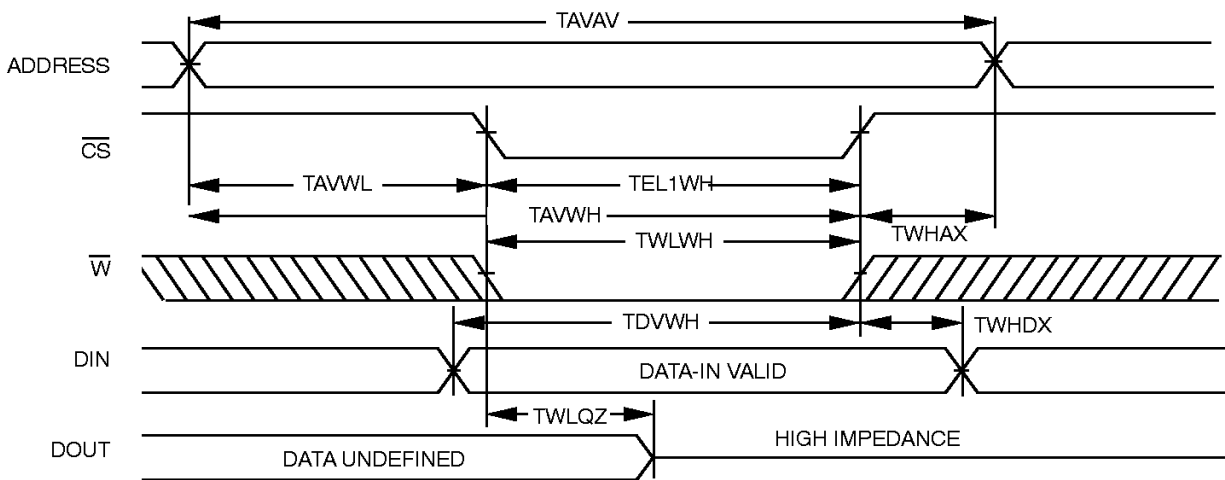 TAVAV
ADDRESS
CS
TAVWL
TEL1WH
TAVWH
TWHAX
TWLWH
W
TDVWH
TWHDX
DIN
DATA-IN VALID
TWLQZ
DOUT
DATA UNDEFINED
HIGH IMPEDANCE